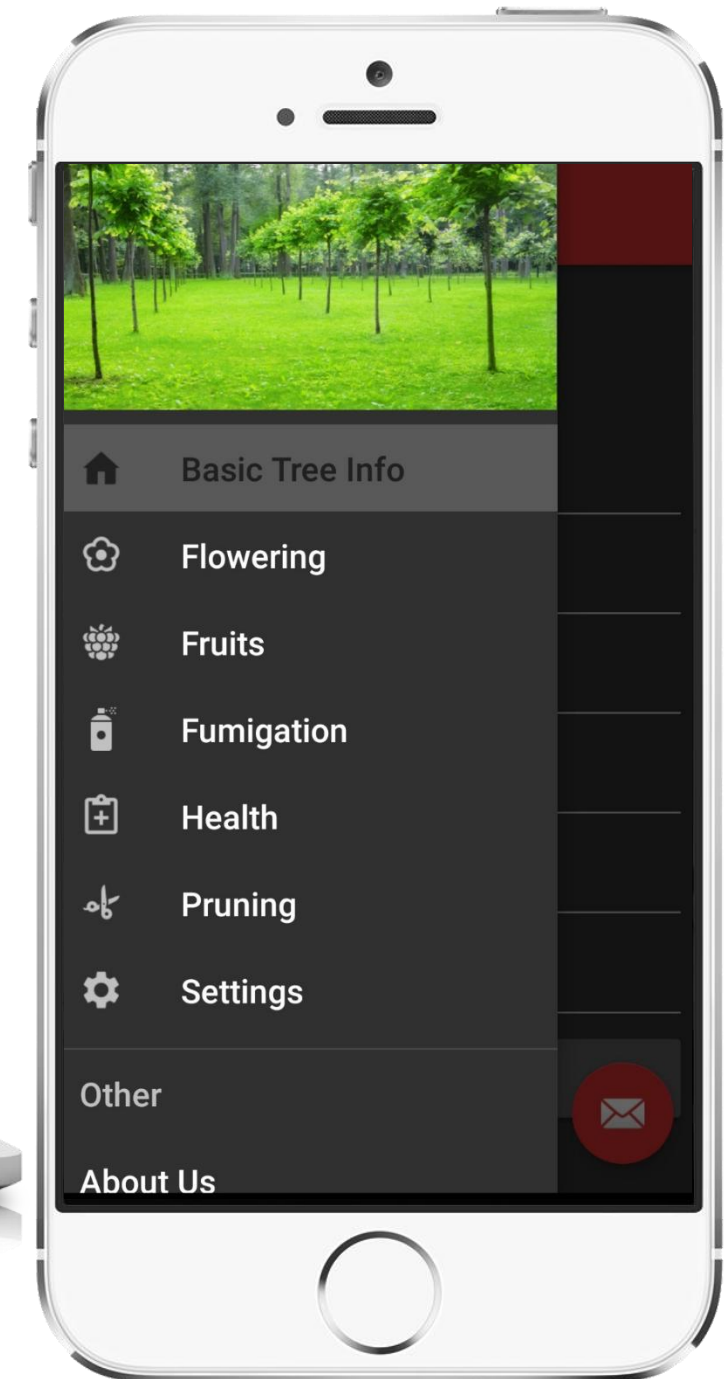 Basic Tree Info
Flowering
Fruits
Fumigation
Health
Pruning
Settings
Other
About Us